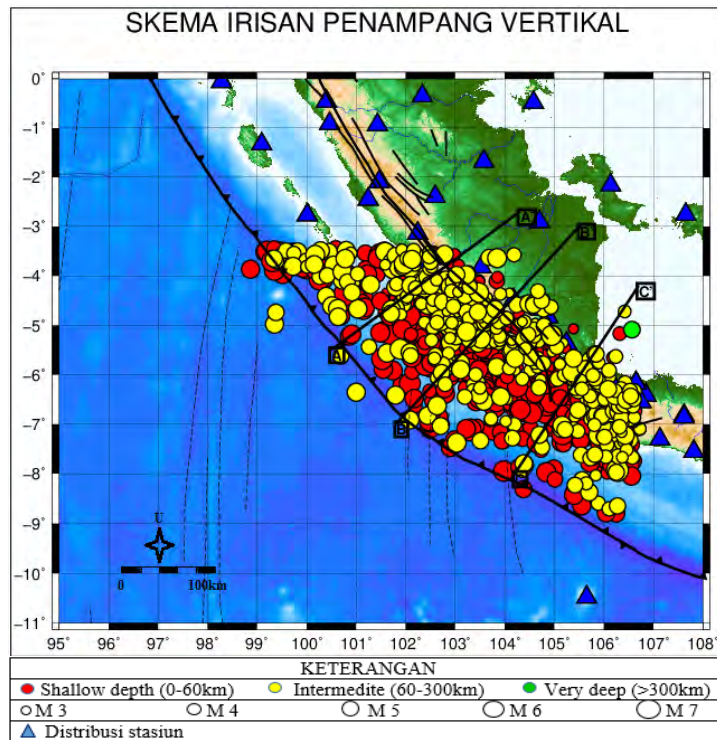 SKEMA IRISAN PENAMPANG VERTIKAL
0°
-1°
-2°
-3°
-4°
-5°
-6°
-7°
-8°
-9°
-10°
-11°
A'
B'
C'
A
B
C
U
0 100km
95° 96° 97° 98° 99° 100° 101° 102° 103° 104° 105° 106° 107° 108°
KETERANGAN
Shallow depth (0-60km) Intermedite (60-300km) Very deep (>300km)
M 3 M 4 M 5 M 6 M 7
Distribusi stasiun